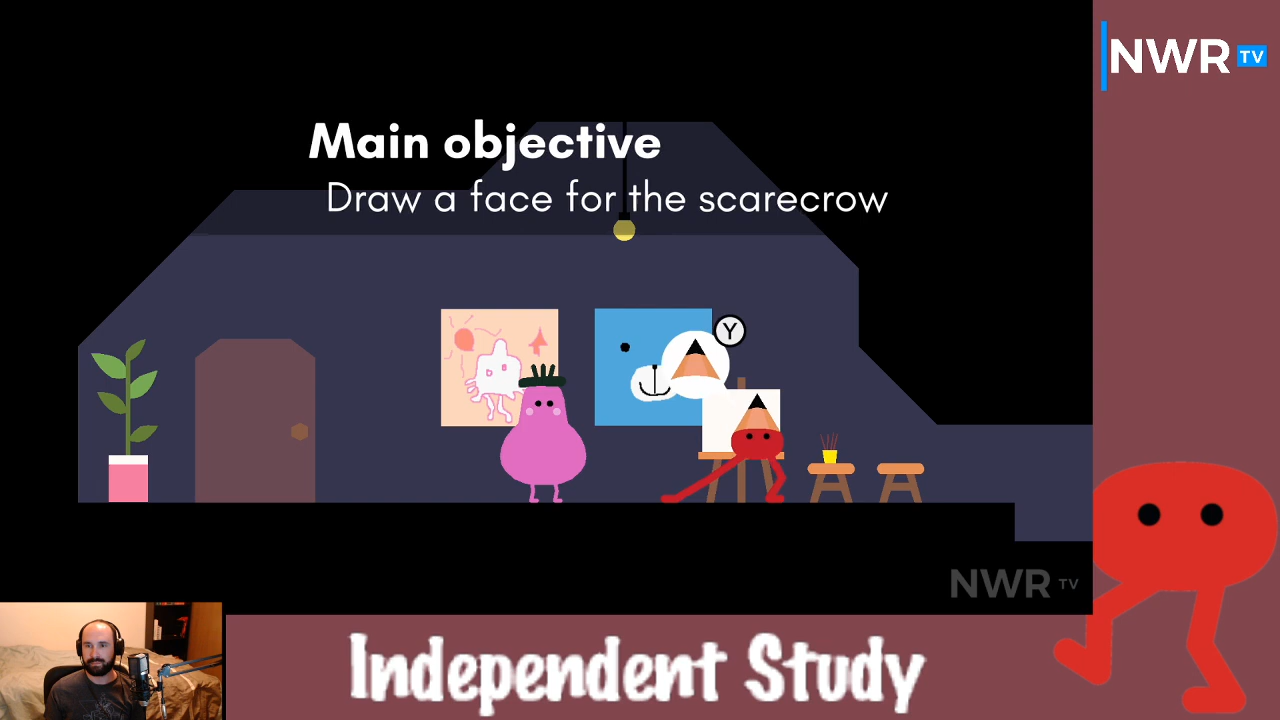 NWR TV
Main objective
Draw a face for the scarecrow
Y
NWR TV
Independent Study